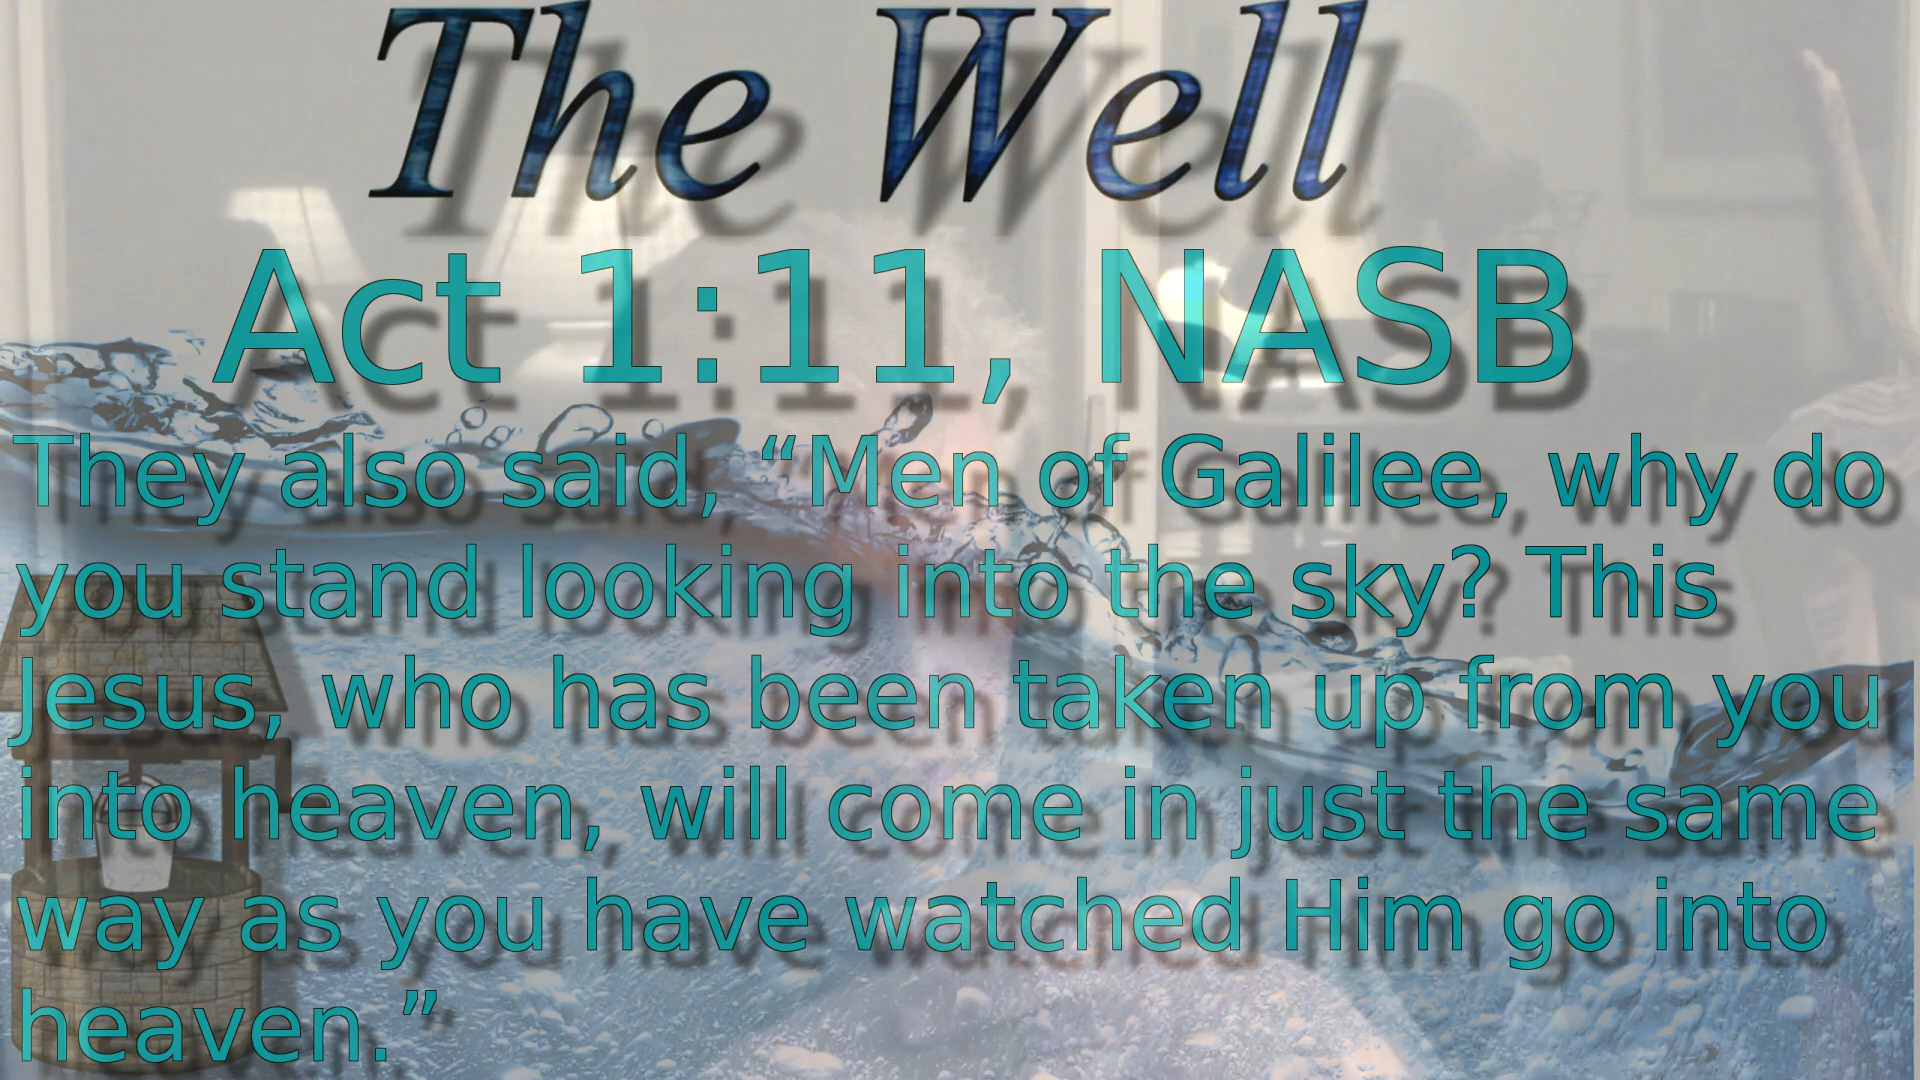 The Well
Act 1:11, NASB
They also said, “Men of Galilee, why do
you stand looking into the sky? This
Jesus, who has been taken up from you
into heaven, will come in just the same
way as you have watched Him go into
heaven.”